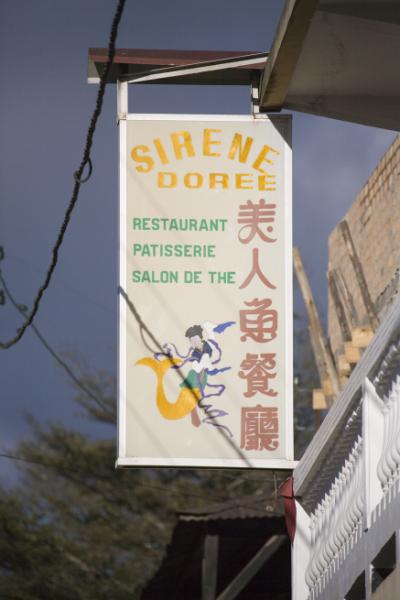 SIRENE
DOREE
RESTAURANT
PATISSERIE
SALON DE THE
美人魚餐廳